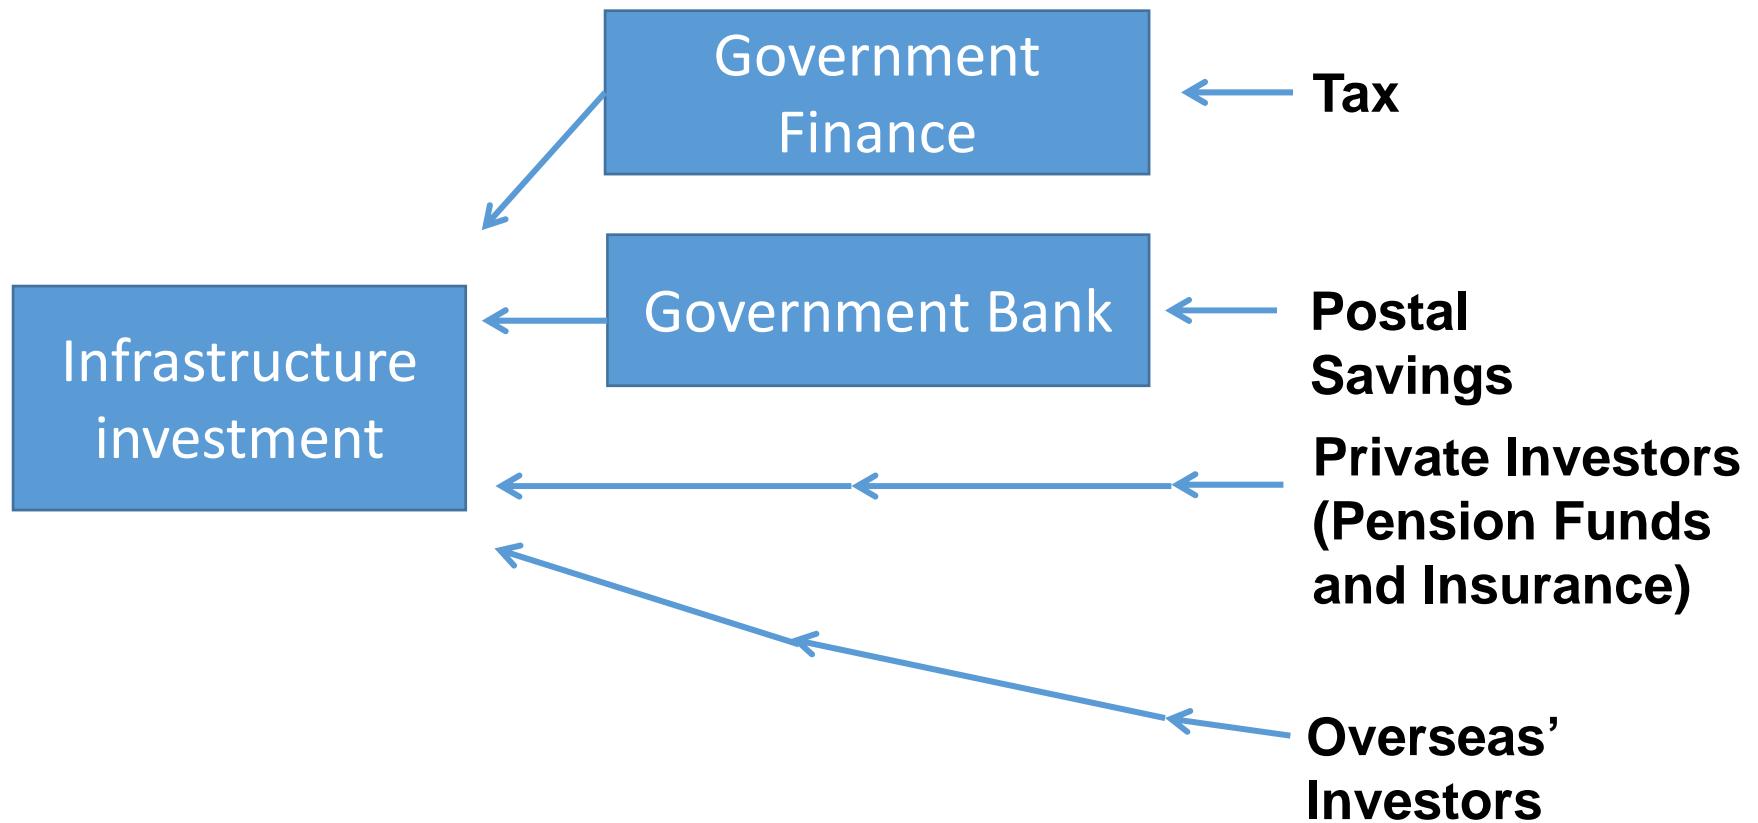 Government
Finance
Tax
Government Bank
Postal
Savings
Infrastructure
investment
Private Investors
(Pension Funds
and Insurance)
Overseas’
Investors